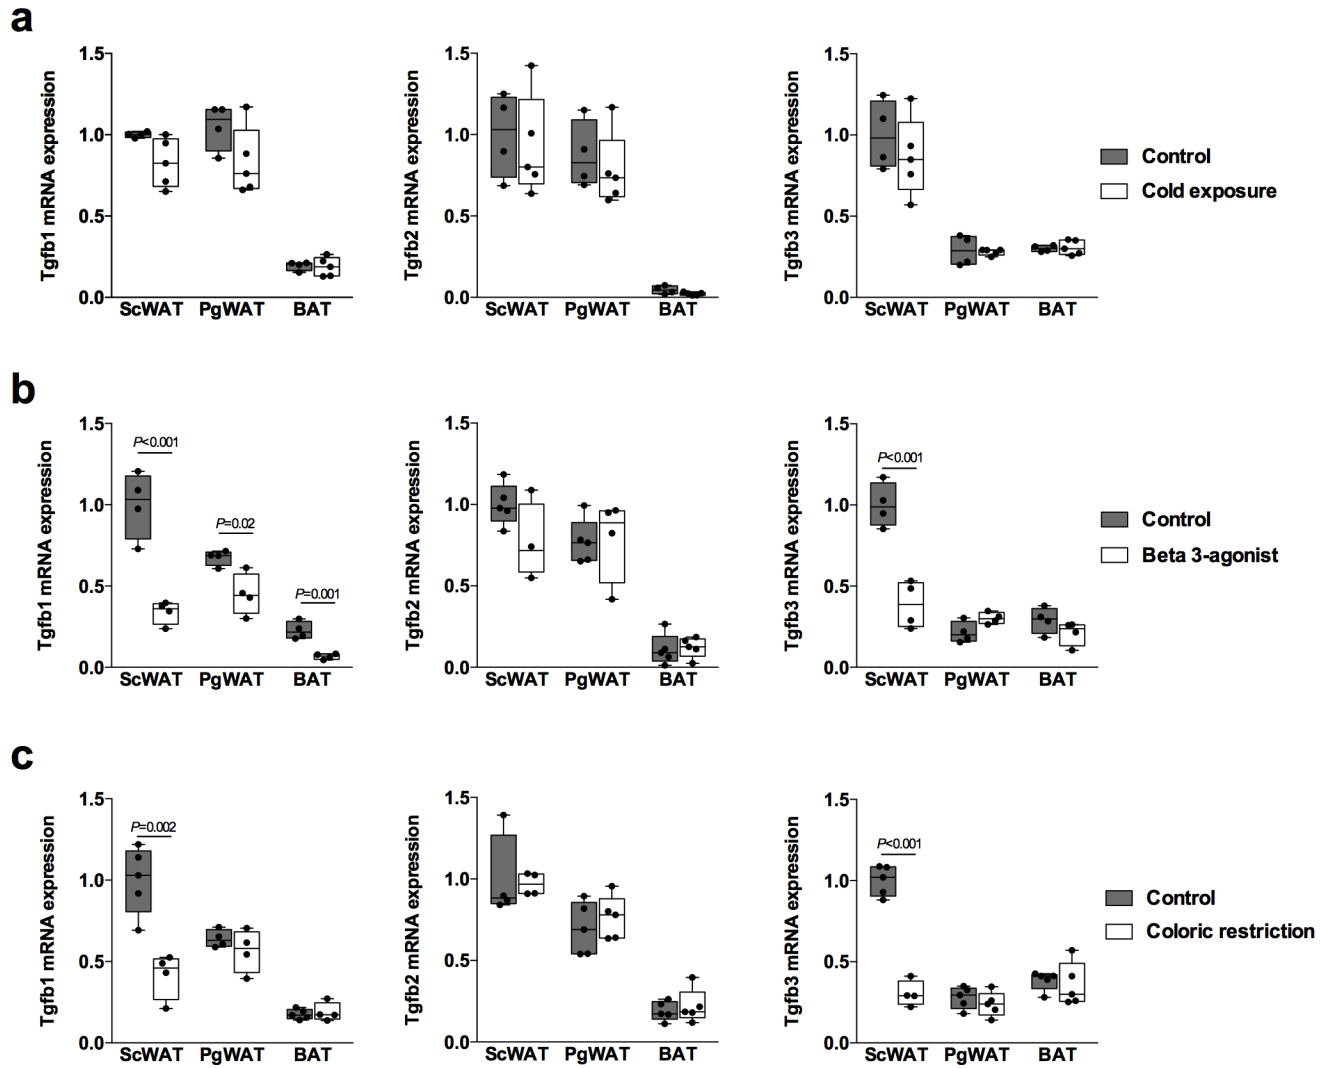 a
1.5
1.0
0.5
0.0
Tgfb1 mRNA expression
ScWAT PgWAT BAT
1.5
1.0
0.5
0.0
Tgfb2 mRNA expression
ScWAT PgWAT BAT
1.5
1.0
0.5
0.0
Tgfb3 mRNA expression
ScWAT PgWAT BAT
Control
Cold exposure
b
1.5
1.0
0.5
0.0
Tgfb1 mRNA expression
P<0.001
P=0.02
P=0.001
ScWAT PgWAT BAT
1.5
1.0
0.5
0.0
Tgfb2 mRNA expression
ScWAT PgWAT BAT
1.5
1.0
0.5
0.0
Tgfb3 mRNA expression
P<0.001
ScWAT PgWAT BAT
Control
Beta 3-agonist
c
1.5
1.0
0.5
0.0
Tgfb1 mRNA expression
P=0.002
ScWAT PgWAT BAT
1.5
1.0
0.5
0.0
Tgfb2 mRNA expression
ScWAT PgWAT BAT
1.5
1.0
0.5
0.0
Tgfb3 mRNA expression
P<0.001
ScWAT PgWAT BAT
Control
Coloric restriction